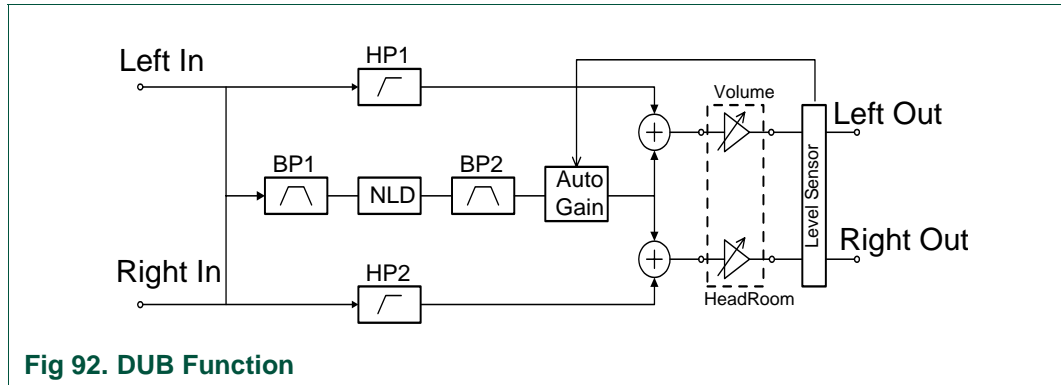 HP1
Left In
Volume
Left Out
BP1
BP2
NLD
Auto
Gain
Level Sensor
Right In
HP2
Right Out
HeadRoom
+
+
Fig 92. DUB Function